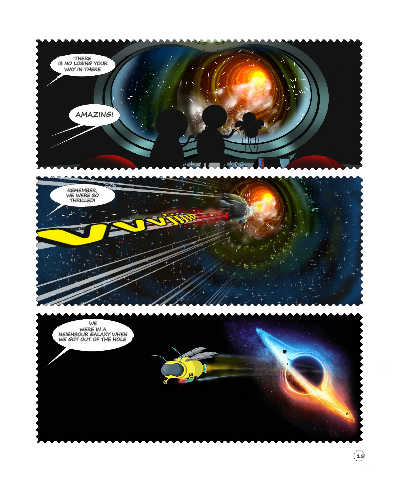 THERE
IS NO LOSING YOUR
WAY IN THERE
AMAZING!
REMEMBER,
WE WERE SO
THRILLED!
WE
WERE IN A
NEIGHBOUR GALAXY WHEN
WE GOT OUT OF THE HOLE